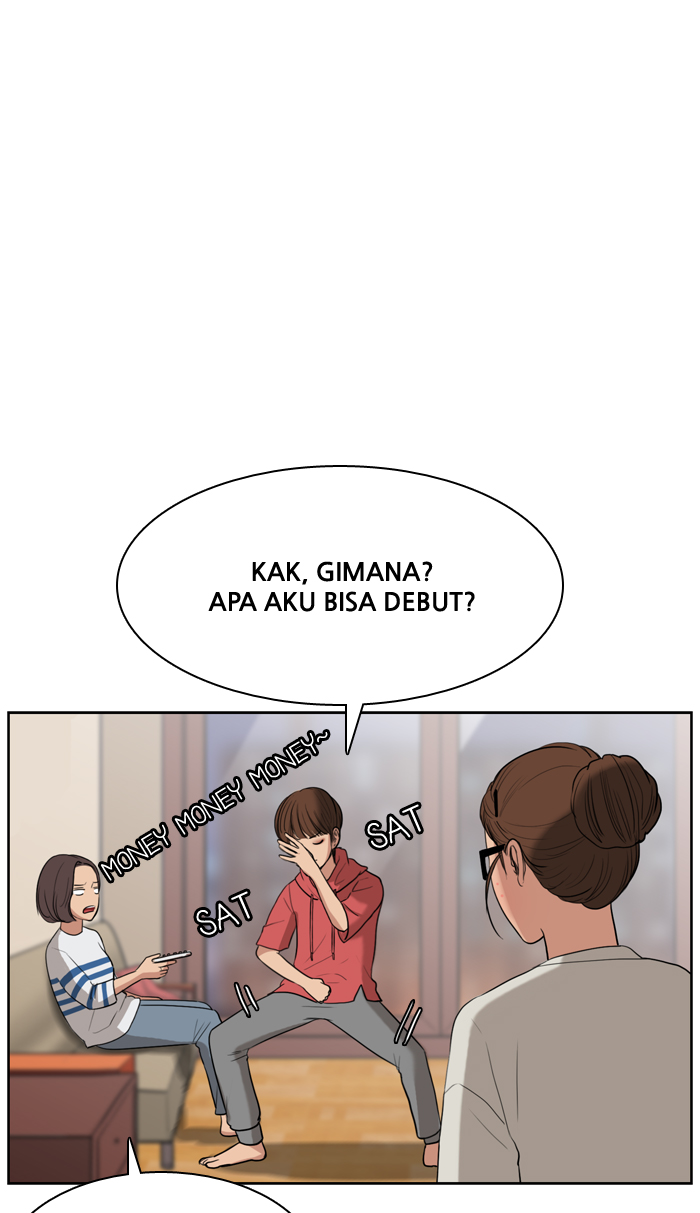 KAK, GIMANA?
APA AKU BISA DEBUT?
MONEY MONEY MONEY~
SAT
SAT